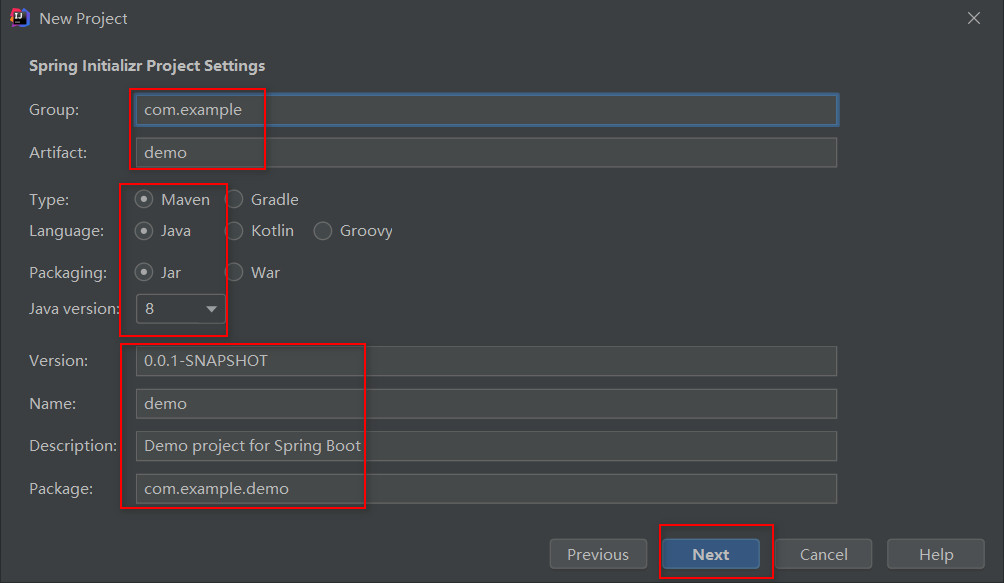 New Project
Spring Initializr Project Settings
Group: com.example
Artifact: demo
Type: Maven Gradle
Language: Java Kotlin Groovy
Packaging: Jar War
Java version: 8
Version: 0.0.1-SNAPSHOT
Name: demo
Description: Demo project for Spring Boot
Package: com.example.demo
Previous Next Cancel Help